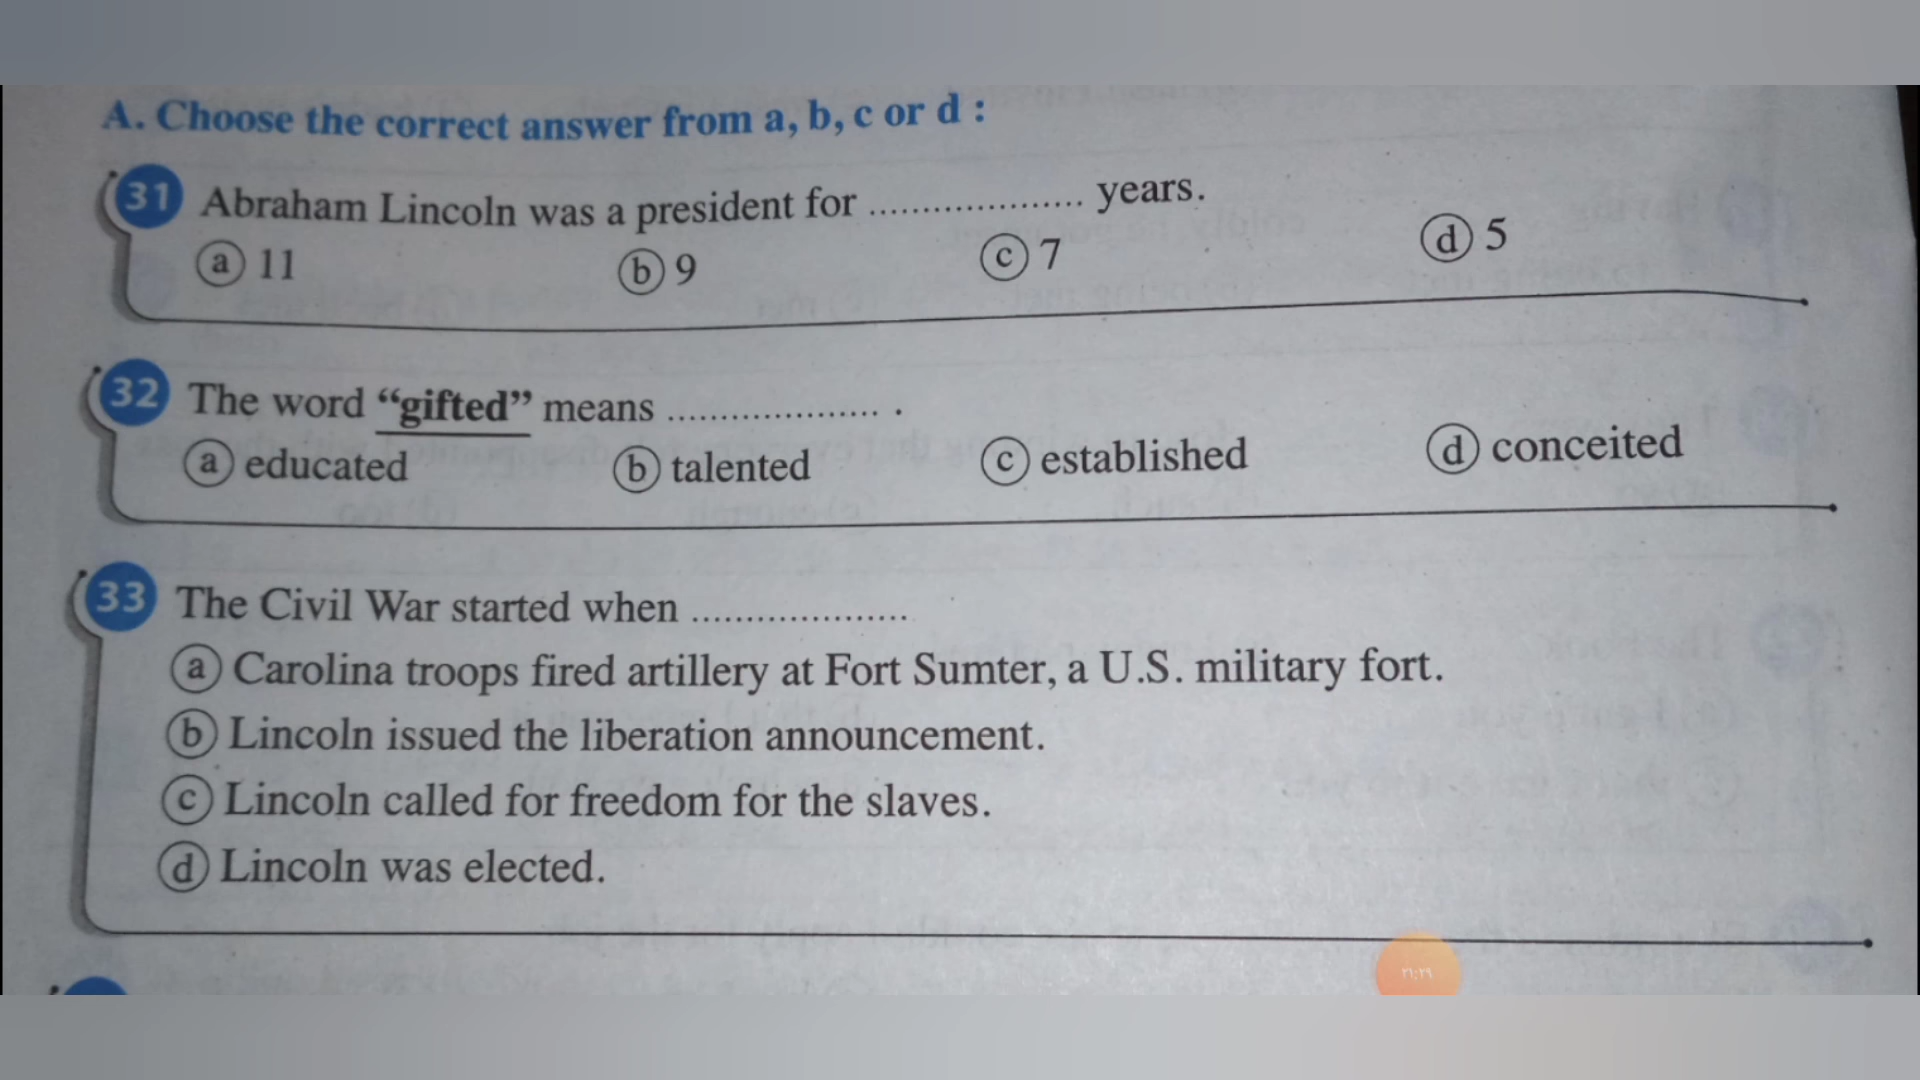 A. Choose the correct answer from a, b, c or d :
31 Abraham Lincoln was a president for .................... years.
a 11 b 9 c 7 d 5
32 The word “gifted” means .................... .
a educated b talented c established d conceited
33 The Civil War started when ....................
a Carolina troops fired artillery at Fort Sumter, a U.S. military fort.
b Lincoln issued the liberation announcement.
c Lincoln called for freedom for the slaves.
d Lincoln was elected.